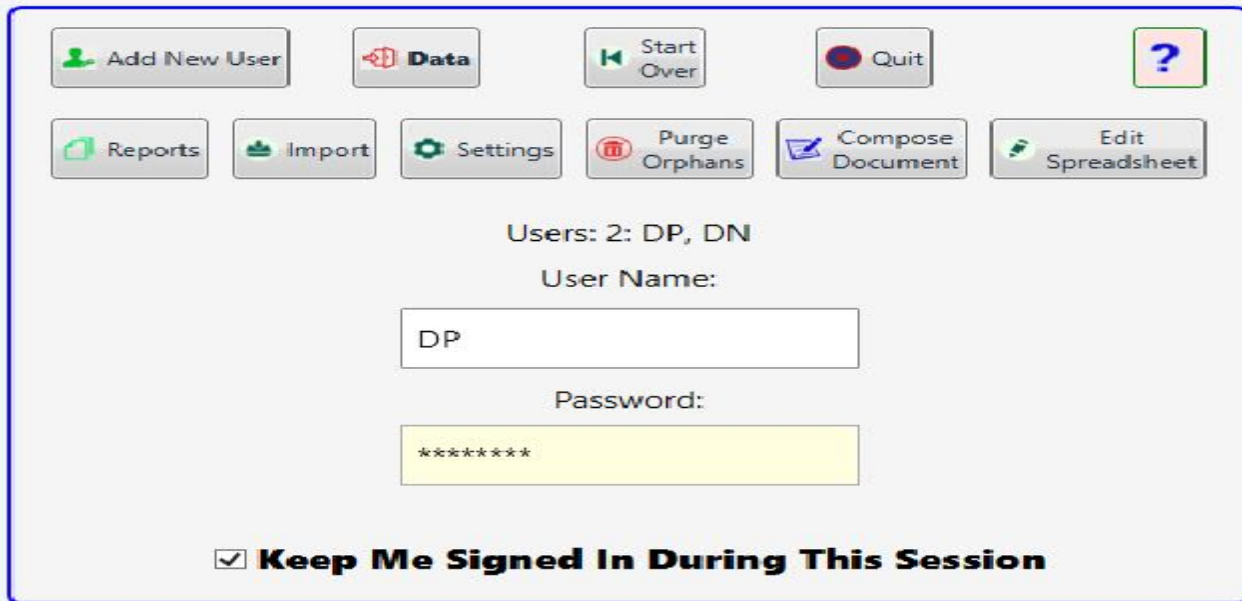 Add New User
Data
Start
Over
Quit
?
Reports
Import
Settings
Purge
Orphans
Compose
Document
Edit
Spreadsheet
Users: 2: DP, DN
User Name:
DP
Password:
********
Keep Me Signed In During This Session